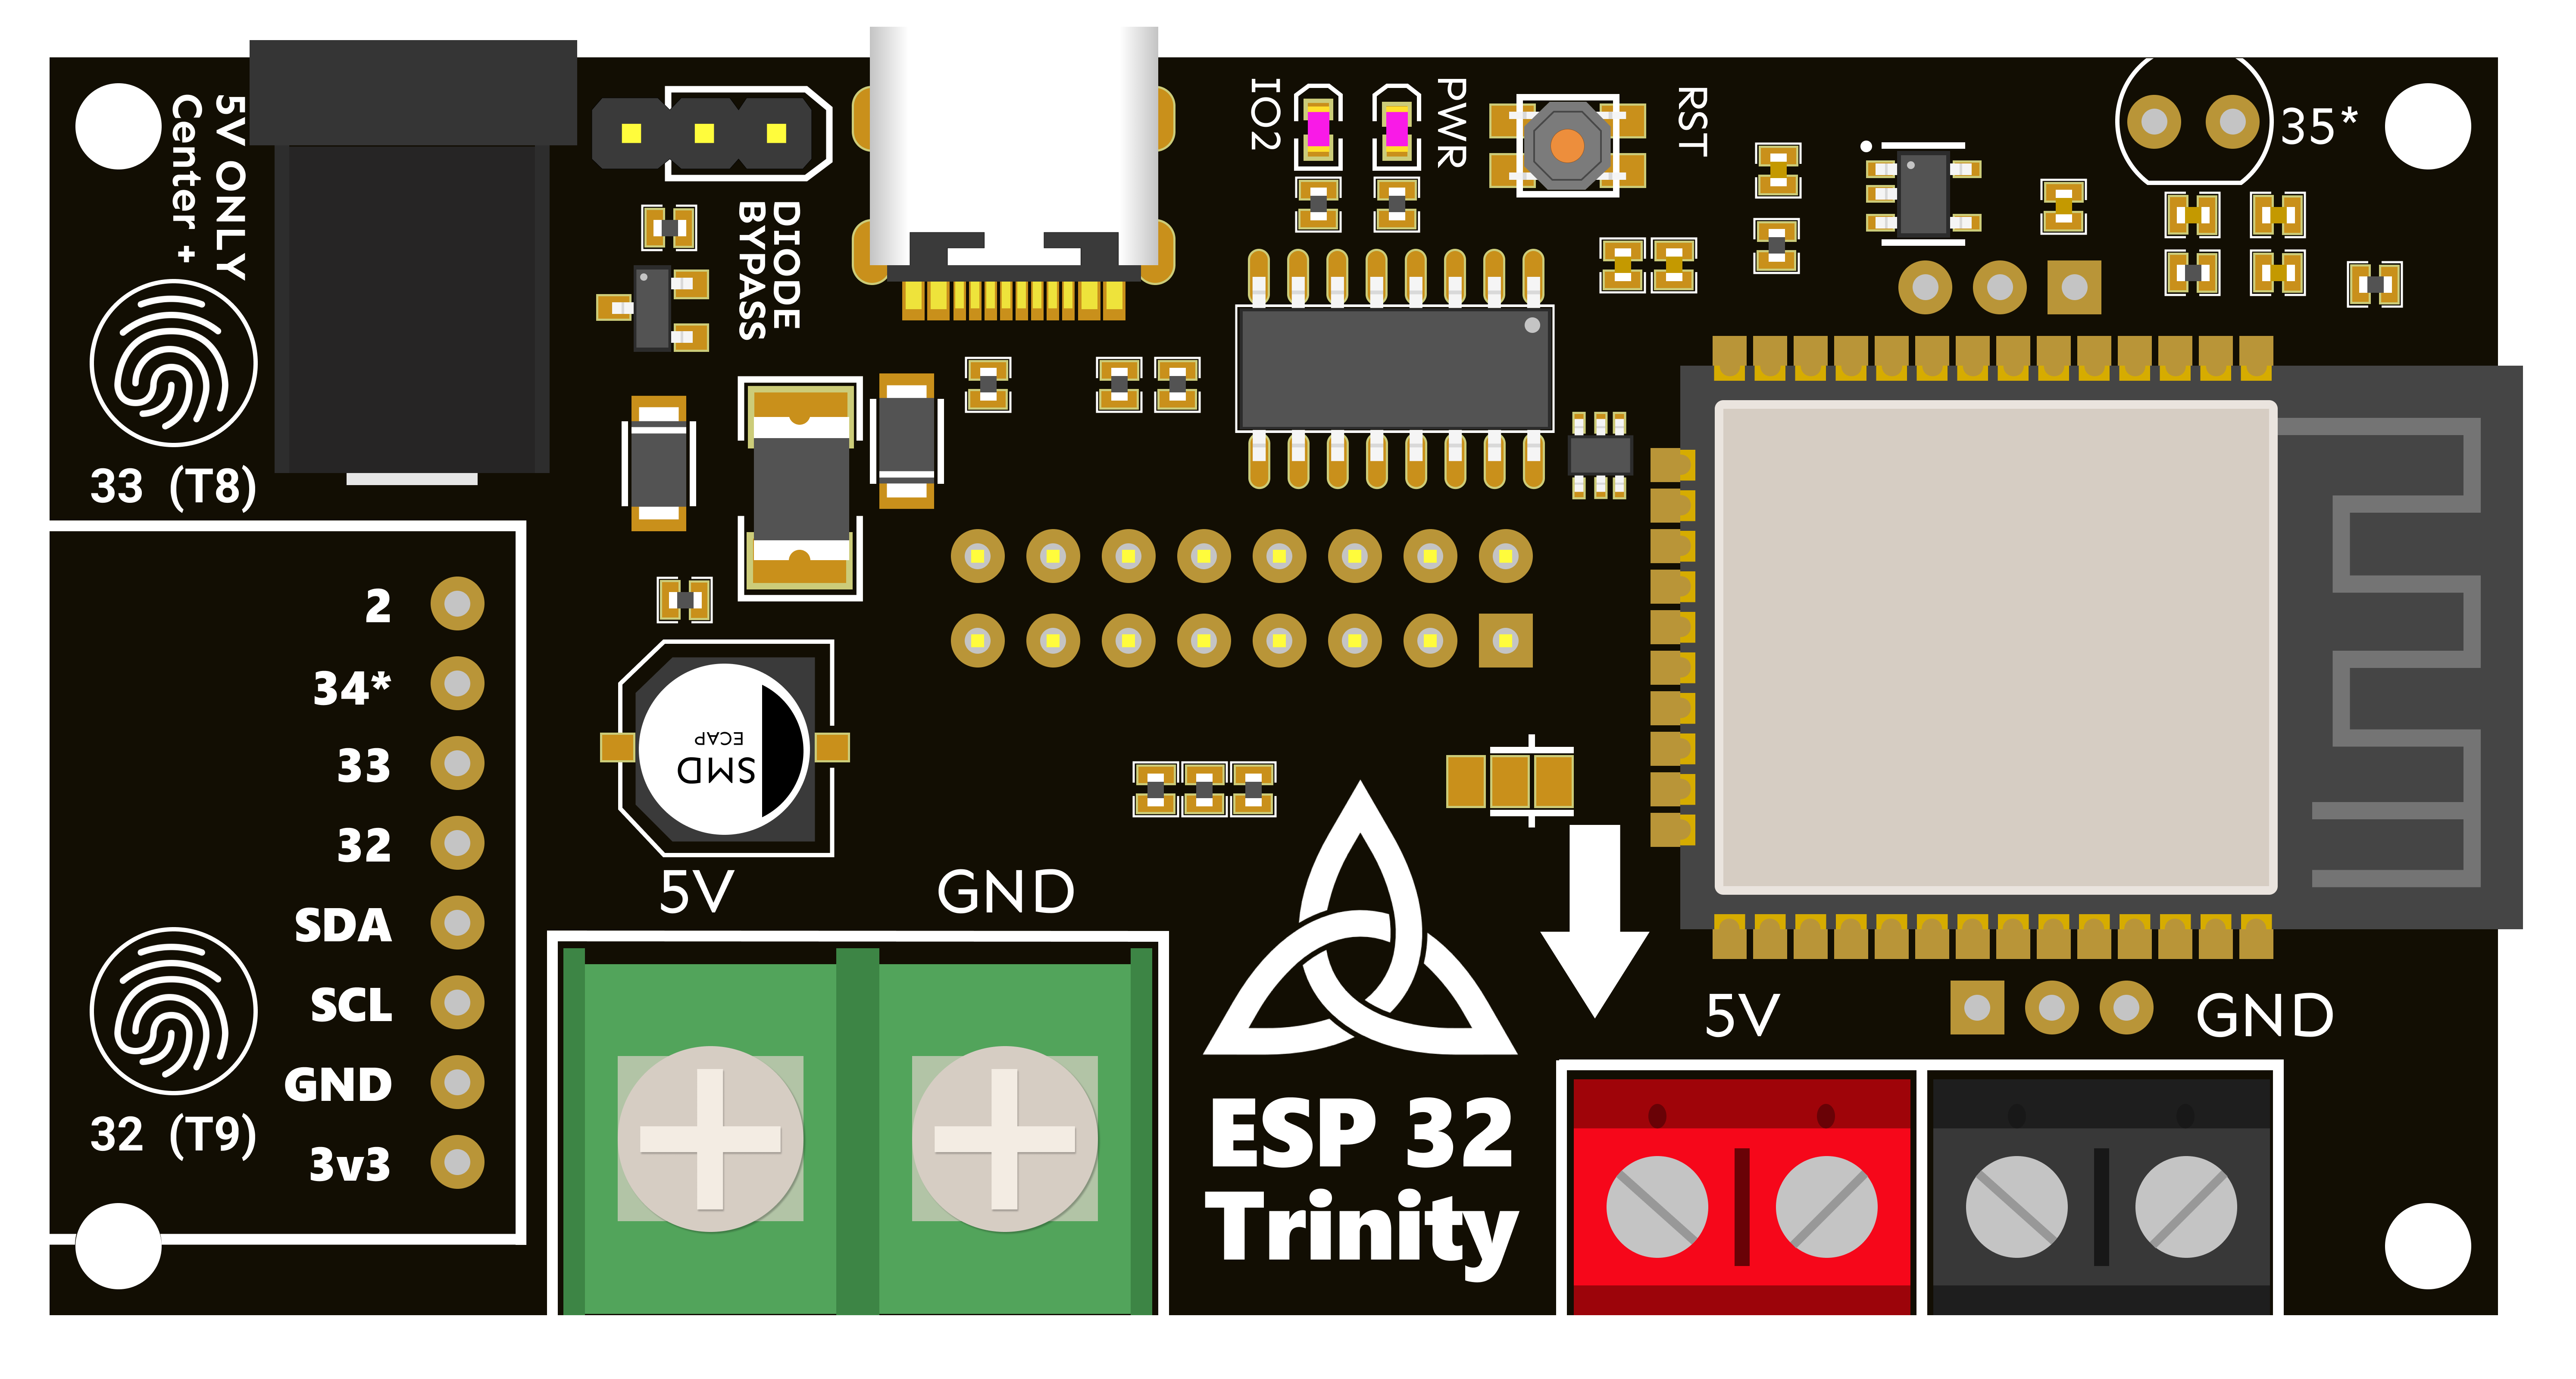 5V ONLY
Center +
33 (T8)
DIODE
BYPASS
IO2
PWR
RST
35*
2
34*
33
32
SDA
SCL
GND
3v3
32 (T9)
SMD
ECAP
5V
GND
ESP 32
Trinity
5V
GND